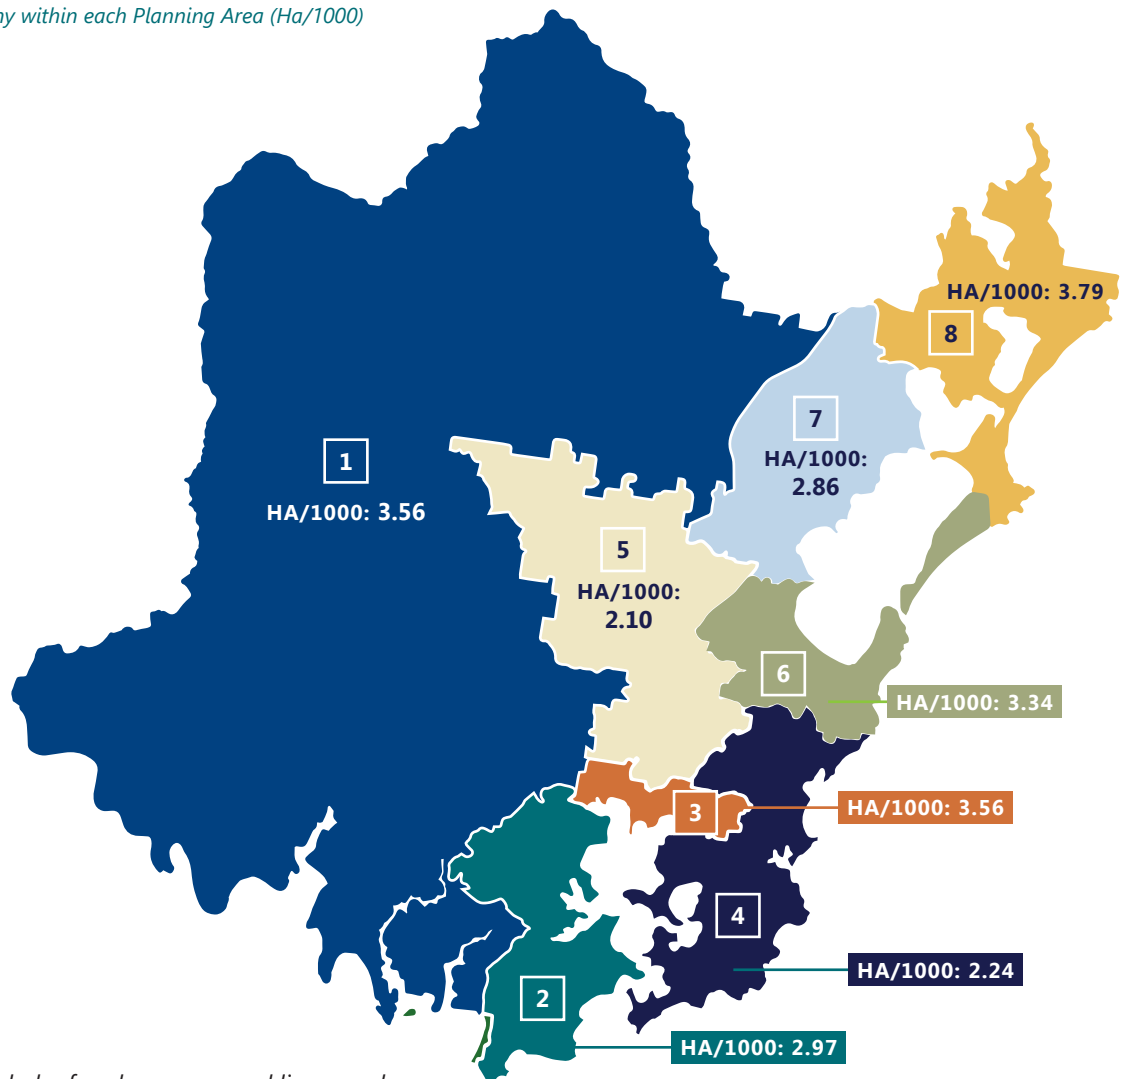 within each Planning Area (Ha/1000)
HA/1000: 3.79
8
7
HA/1000:
2.86
1
HA/1000: 3.56
5
HA/1000:
2.10
6
HA/1000: 3.34
3
HA/1000: 3.56
4
HA/1000: 2.24
2
HA/1000: 2.97